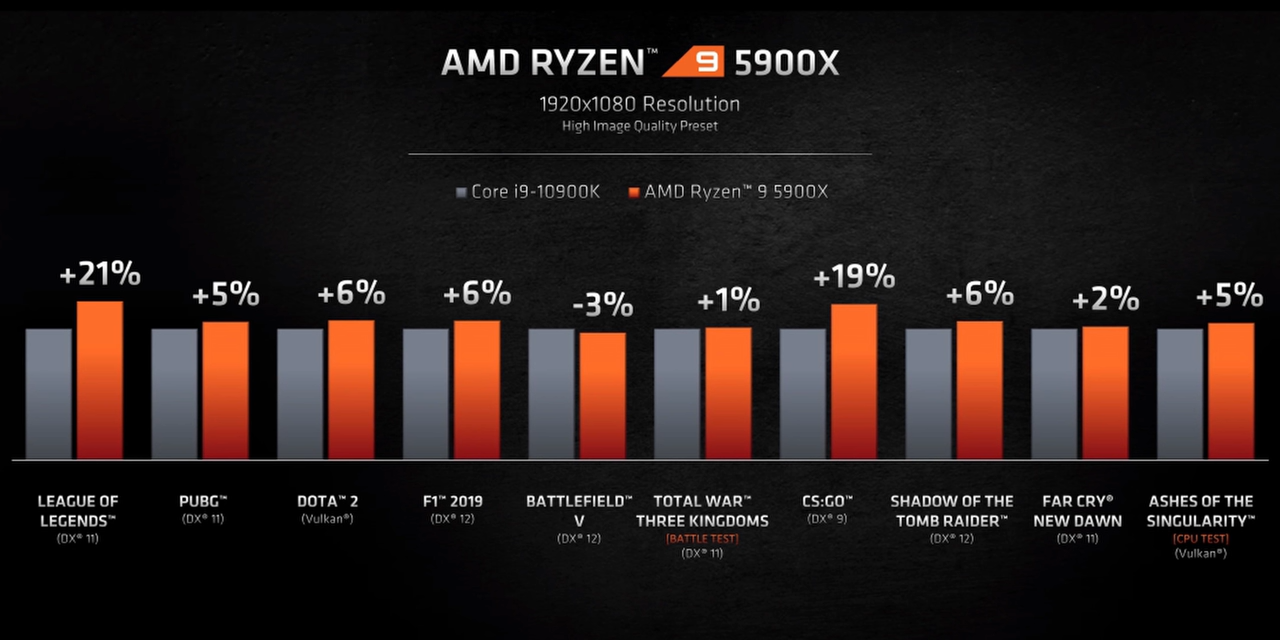 AMD RYZEN™ 9 5900X
1920x1080 Resolution
High Image Quality Preset
Core i9-10900K AMD Ryzen™ 9 5900X
+21% +5% +6% +6% -3% +1% +19% +6% +2% +5%
LEAGUE OF
LEGENDS™
(DX® 11)
PUBG™
(DX® 11)
DOTA™ 2
(Vulkan®)
F1™ 2019
(DX® 12)
BATTLEFIELD™
V
(DX® 12)
TOTAL WAR™
THREE KINGDOMS
[BATTLE TEST]
(DX® 11)
CS:GO™
(DX® 9)
SHADOW OF THE
TOMB RAIDER™
(DX® 12)
FAR CRY®
NEW DAWN
(DX® 11)
ASHES OF THE
SINGULARITY™
[CPU TEST]
(Vulkan®)